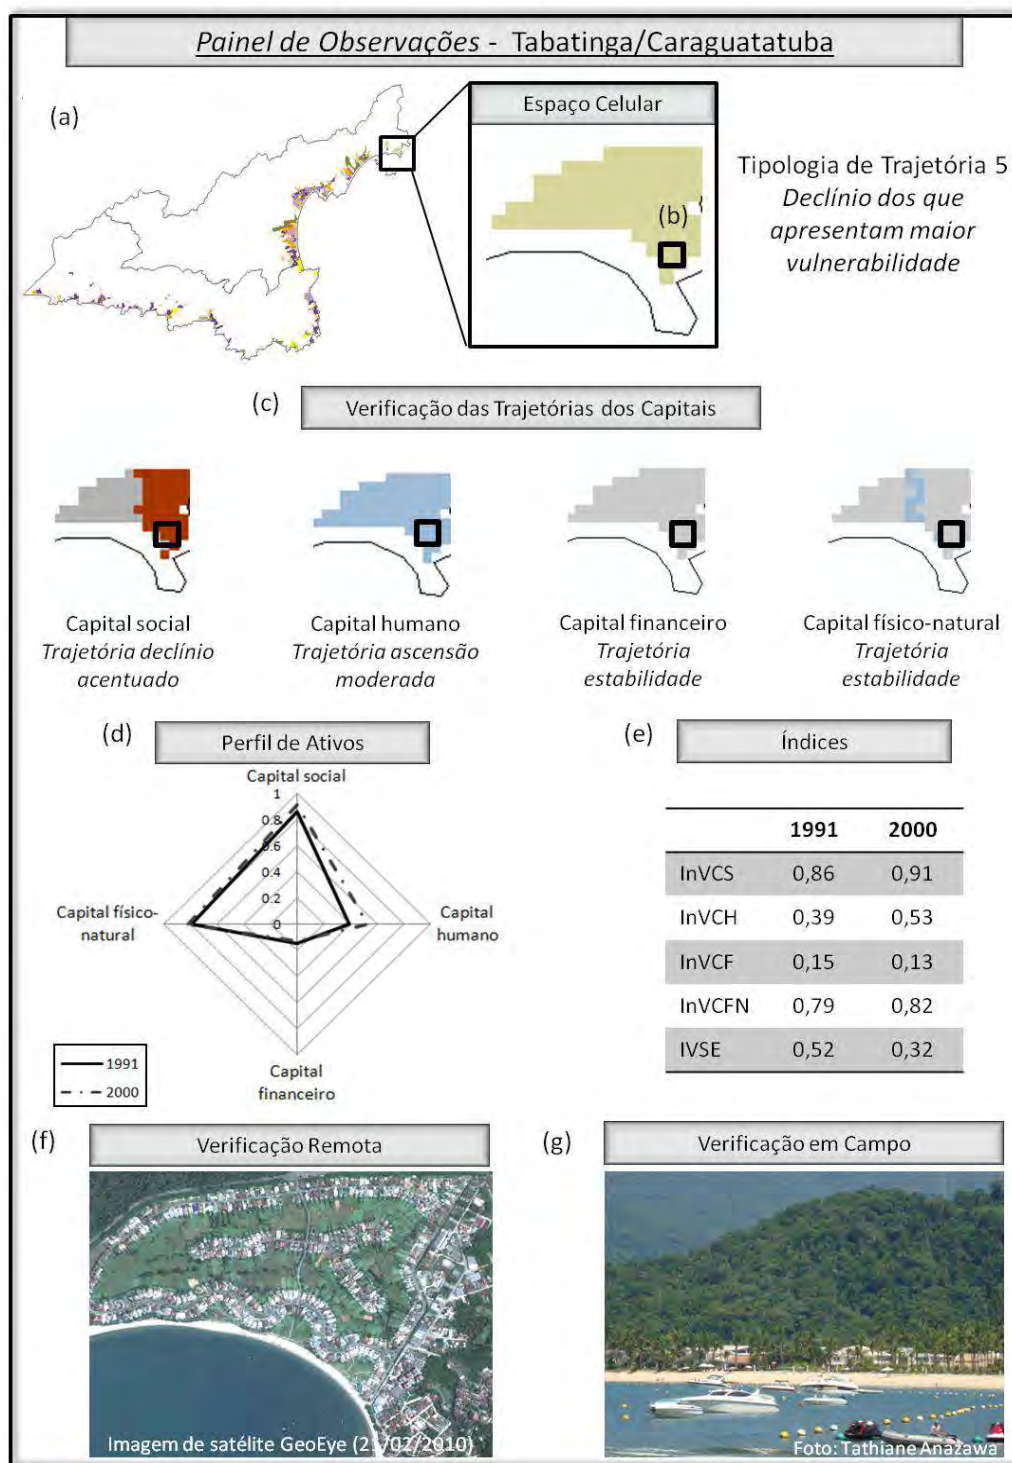 Painel de Observações - Tabatinga/Caraguatatuba
(a)
Espaço Celular
(b)
Tipologia de Trajetória 5
Declínio dos que
apresentam maior
vulnerabilidade
(c)
Verificação das Trajetórias dos Capitais
Capital social
Trajetória declínio
acentuado
Capital humano
Trajetória ascensão
moderada
Capital financeiro
Trajetória
estabilidade
Capital físico-natural
Trajetória
estabilidade
(d)
Perfil de Ativos
Capital social
1
0.8
0.6
0.4
0.2
0
Capital físico-
natural
Capital
humano
Capital
financeiro
1991
2000
(e)
Índices
1991 2000
InVCS 0,86 0,91
InVCH 0,39 0,53
InVCF 0,15 0,13
InVCFN 0,79 0,82
IVSE 0,52 0,32
(f)
Verificação Remota
Imagem de satélite GeoEye (21/02/2010)
(g)
Verificação em Campo
Foto: Tathiane Anazawa